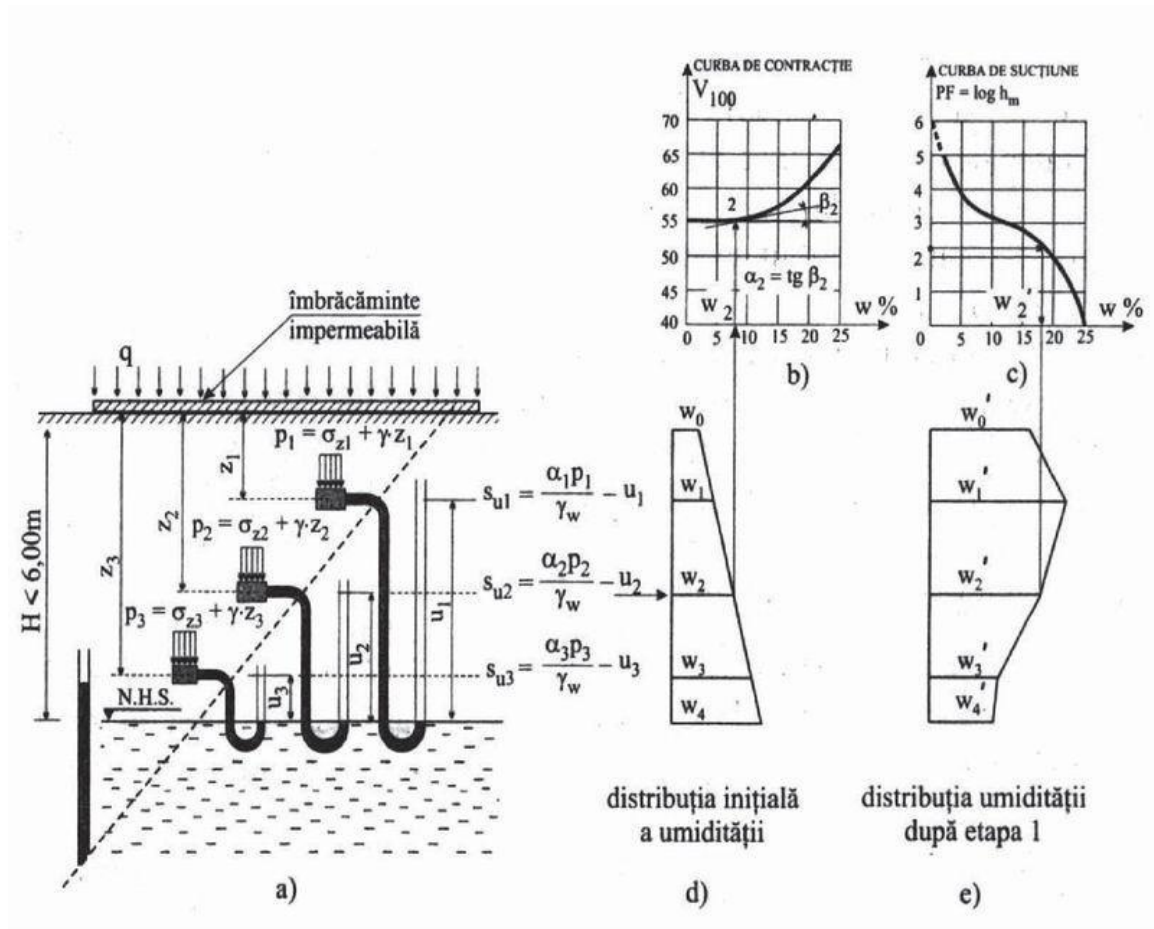 CURBA DE CONTRACȚIE
V₁₀₀
70
65
60
55
50
45
40
2
β₂
α₂ = tg β₂
w₂
w %
0 5 10 15 20 25
b)
CURBA DE SUCȚIUNE
PF = log hₘ
6
5
4
3
2
1
w₂'
w %
0 5 10 15 20 25
c)
îmbrăcăminte
impermeabilă
q
H < 6,00m
z₁
z₂
z₃
p₁ = σz1 + γ·z₁
p₂ = σz2 + γ·z₂
p₃ = σz3 + γ·z₃
u₁
u₂
u₃
N.H.S.
a)
su1 = α₁p₁/γw − u₁
su2 = α₂p₂/γw − u₂
su3 = α₃p₃/γw − u₃
w₀
w₁
w₂
w₃
w₄
distribuția inițială
a umidității
d)
w₀'
w₁'
w₂'
w₃'
w₄'
distribuția umidității
după etapa 1
e)